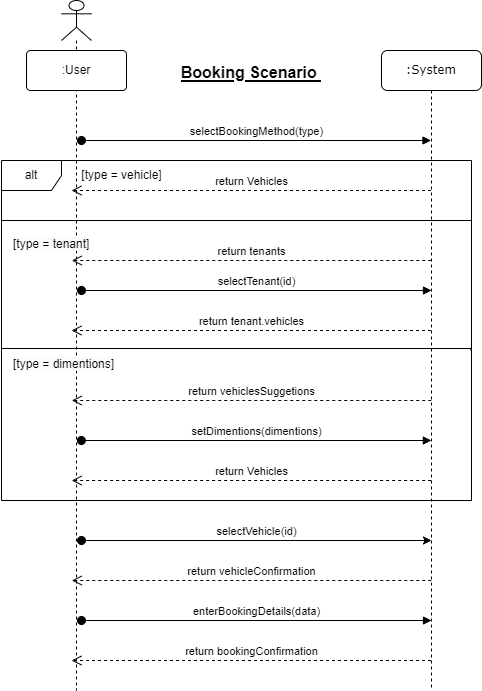 :User
Booking Scenario
:System
selectBookingMethod(type)
alt
[type = vehicle]
return Vehicles
[type = tenant]
return tenants
selectTenant(id)
return tenant.vehicles
[type = dimentions]
return vehiclesSuggetions
setDimentions(dimentions)
return Vehicles
selectVehicle(id)
return vehicleConfirmation
enterBookingDetails(data)
return bookingConfirmation